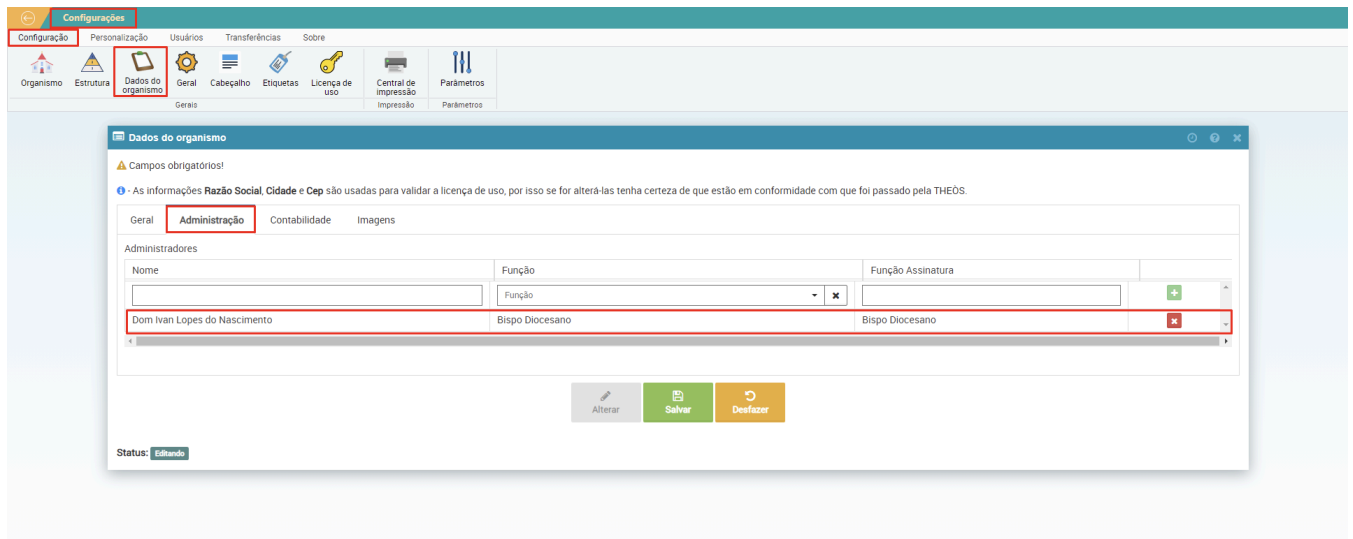 Configurações
Configuração Personalização Usuários Transferências Sobre
Organismo Estrutura Dados do organismo Geral Cabeçalho Etiquetas Licença de uso Central de impressão Parâmetros
Gerais Impressão Parâmetros
Dados do organismo
Campos obrigatórios!
- As informações Razão Social, Cidade e Cep são usadas para validar a licença de uso, por isso se for alterá-las tenha certeza de que estão em conformidade com que foi passado pela THEÒS.
Geral Administração Contabilidade Imagens
Administradores
Nome Função Função Assinatura
Função
Dom Ivan Lopes do Nascimento Bispo Diocesano Bispo Diocesano
Alterar Salvar Desfazer
Status: Editando